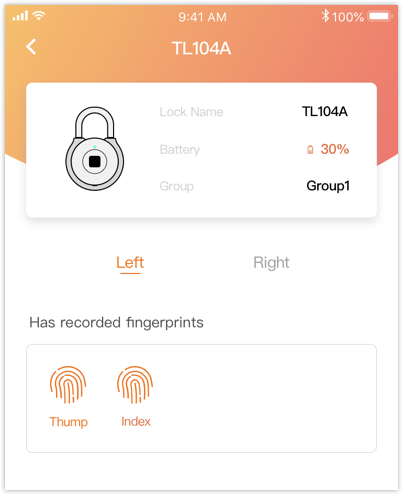 9:41 AM
100%
TL104A
Lock Name TL104A
Battery 30%
Group Group1
Left Right
Has recorded fingerprints
Thump Index